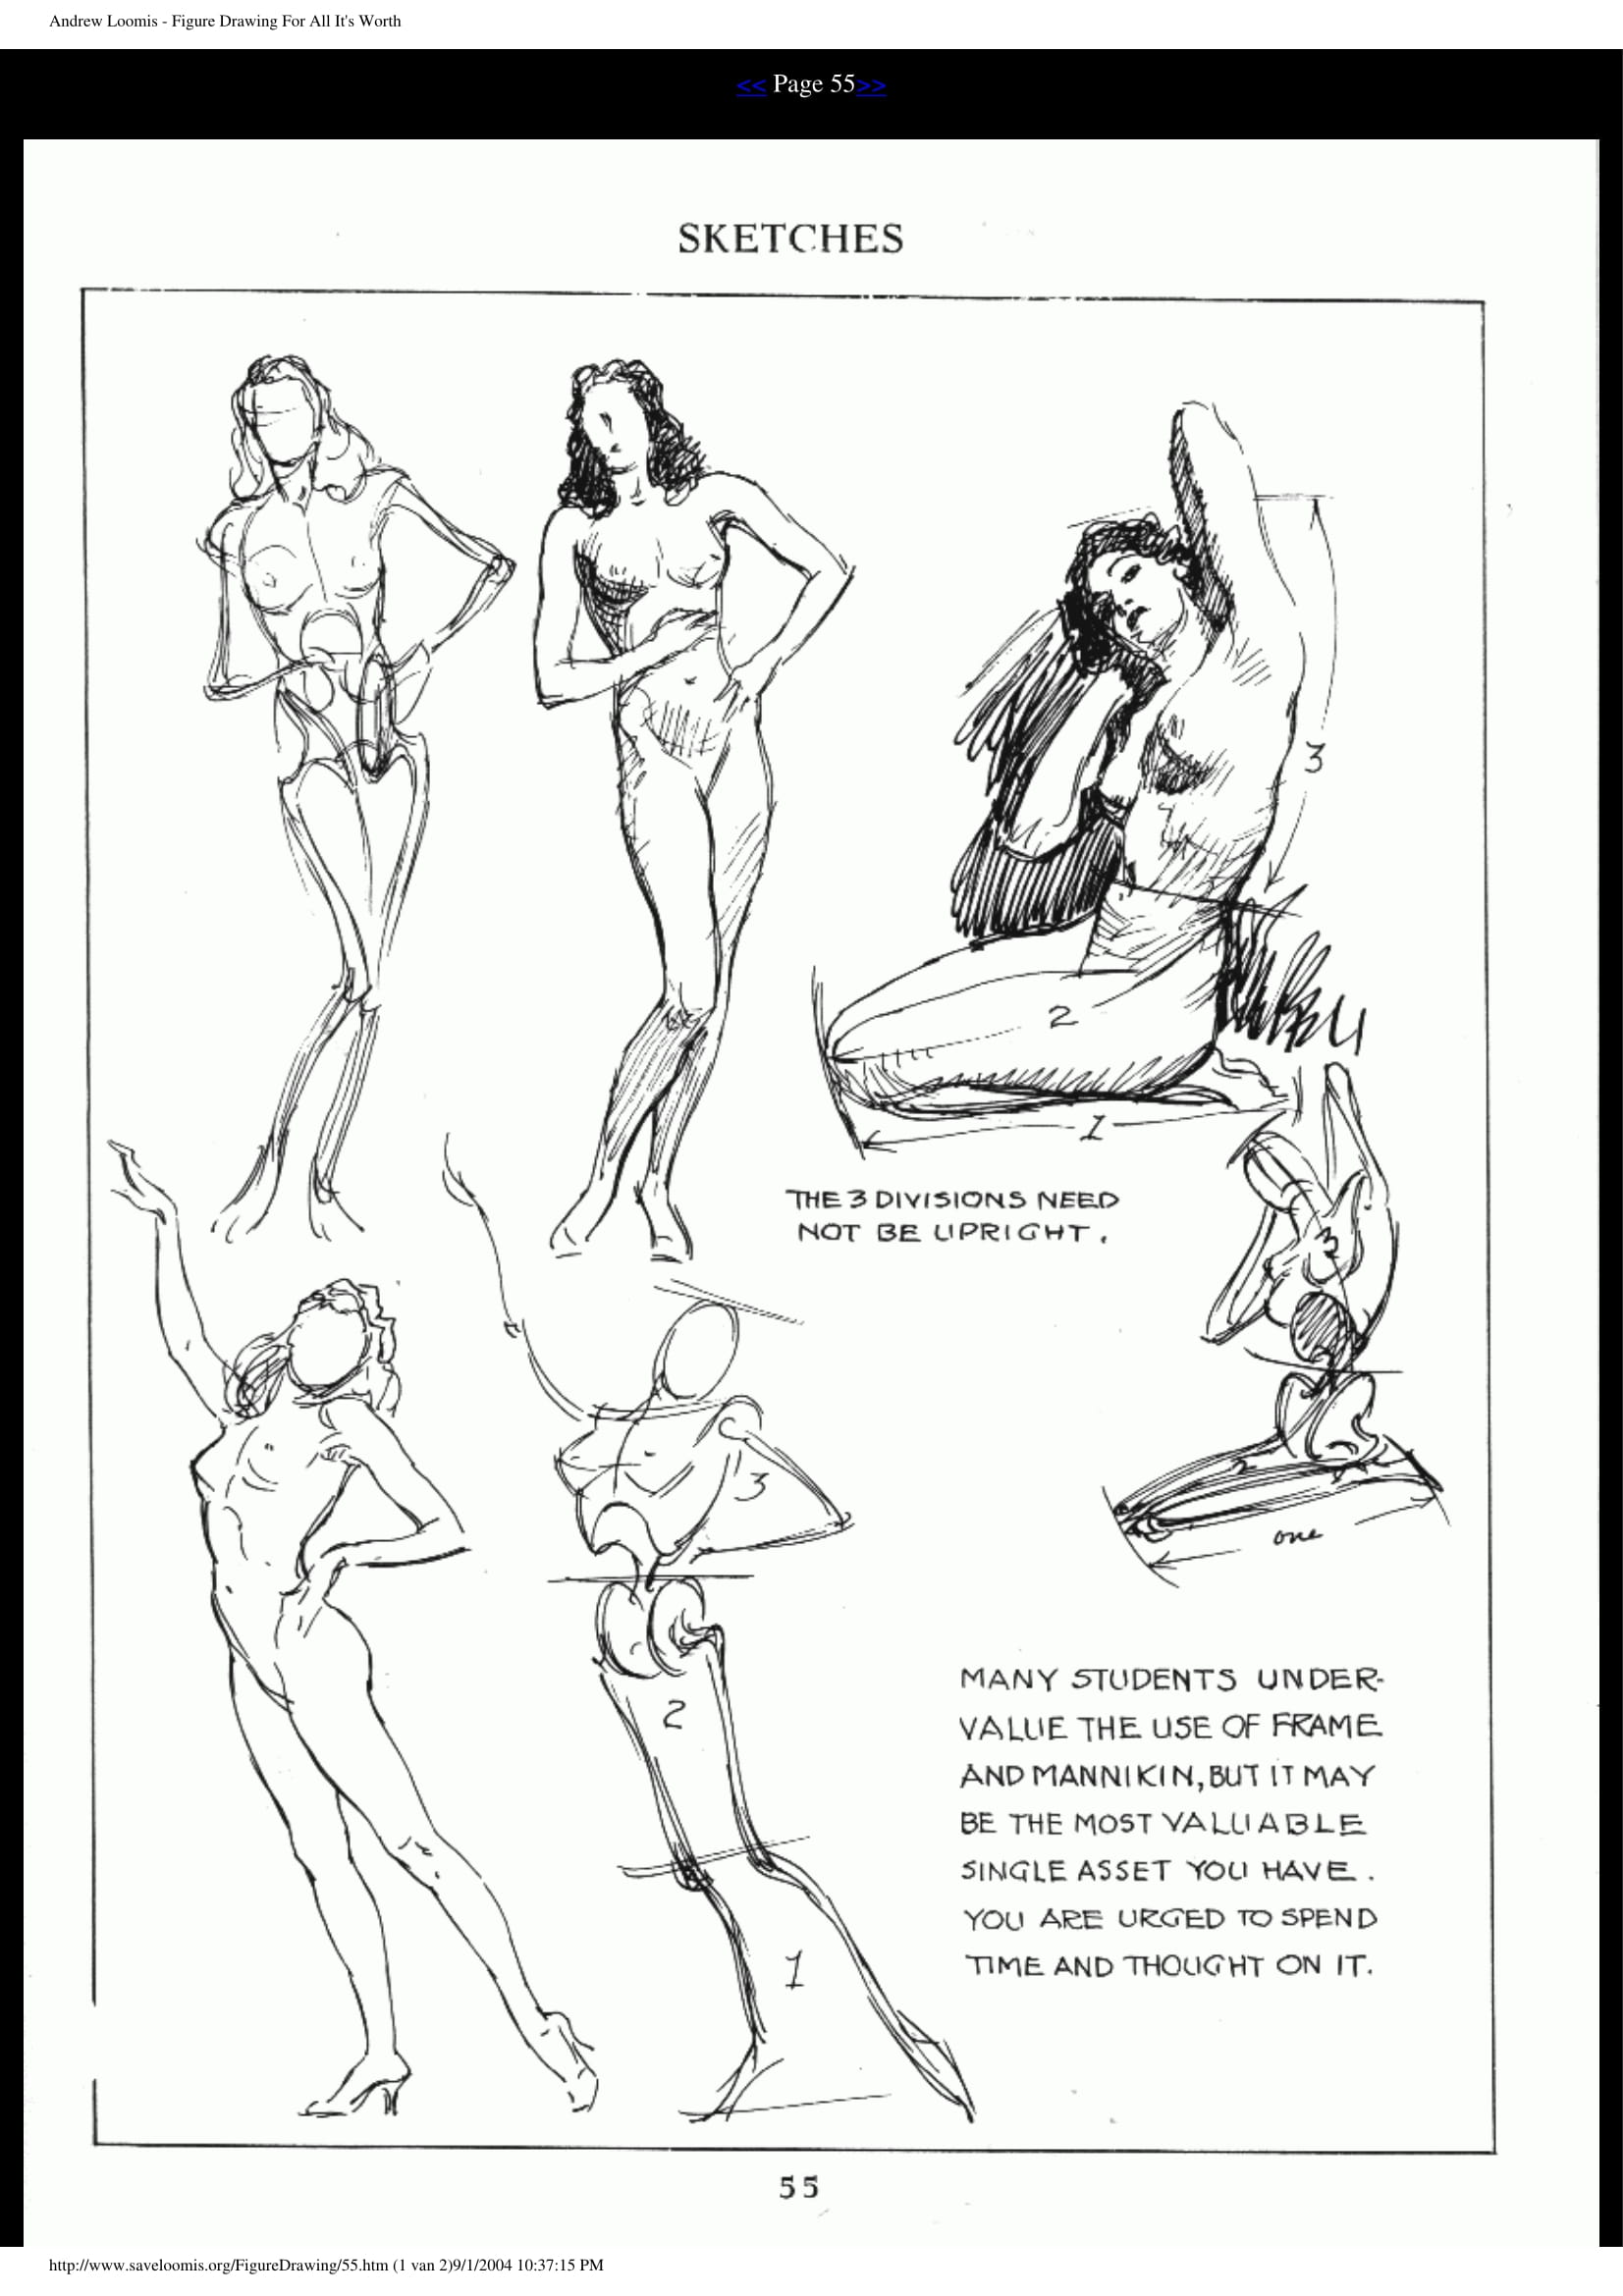 Andrew Loomis - Figure Drawing For All It's Worth
<< Page 55>>
SKETCHES
3
2
1
THE 3 DIVISIONS NEED
NOT BE UPRIGHT.
3
3
2
one
2
MANY STUDENTS UNDER-
VALUE THE USE OF FRAME
AND MANNIKIN, BUT IT MAY
BE THE MOST VALUABLE
SINGLE ASSET YOU HAVE.
YOU ARE URGED TO SPEND
TIME AND THOUGHT ON IT.
1
55
http://www.saveloomis.org/FigureDrawing/55.htm (1 van 2)9/1/2004 10:37:15 PM